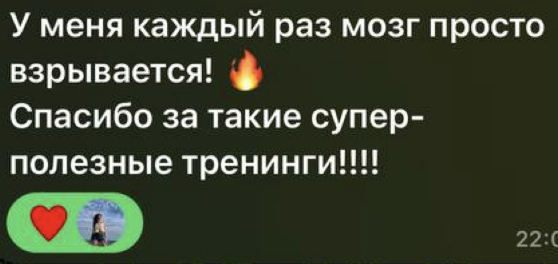 У меня каждый раз мозг просто
взрывается! 🔥
Спасибо за такие супер-
полезные тренинги!!!!